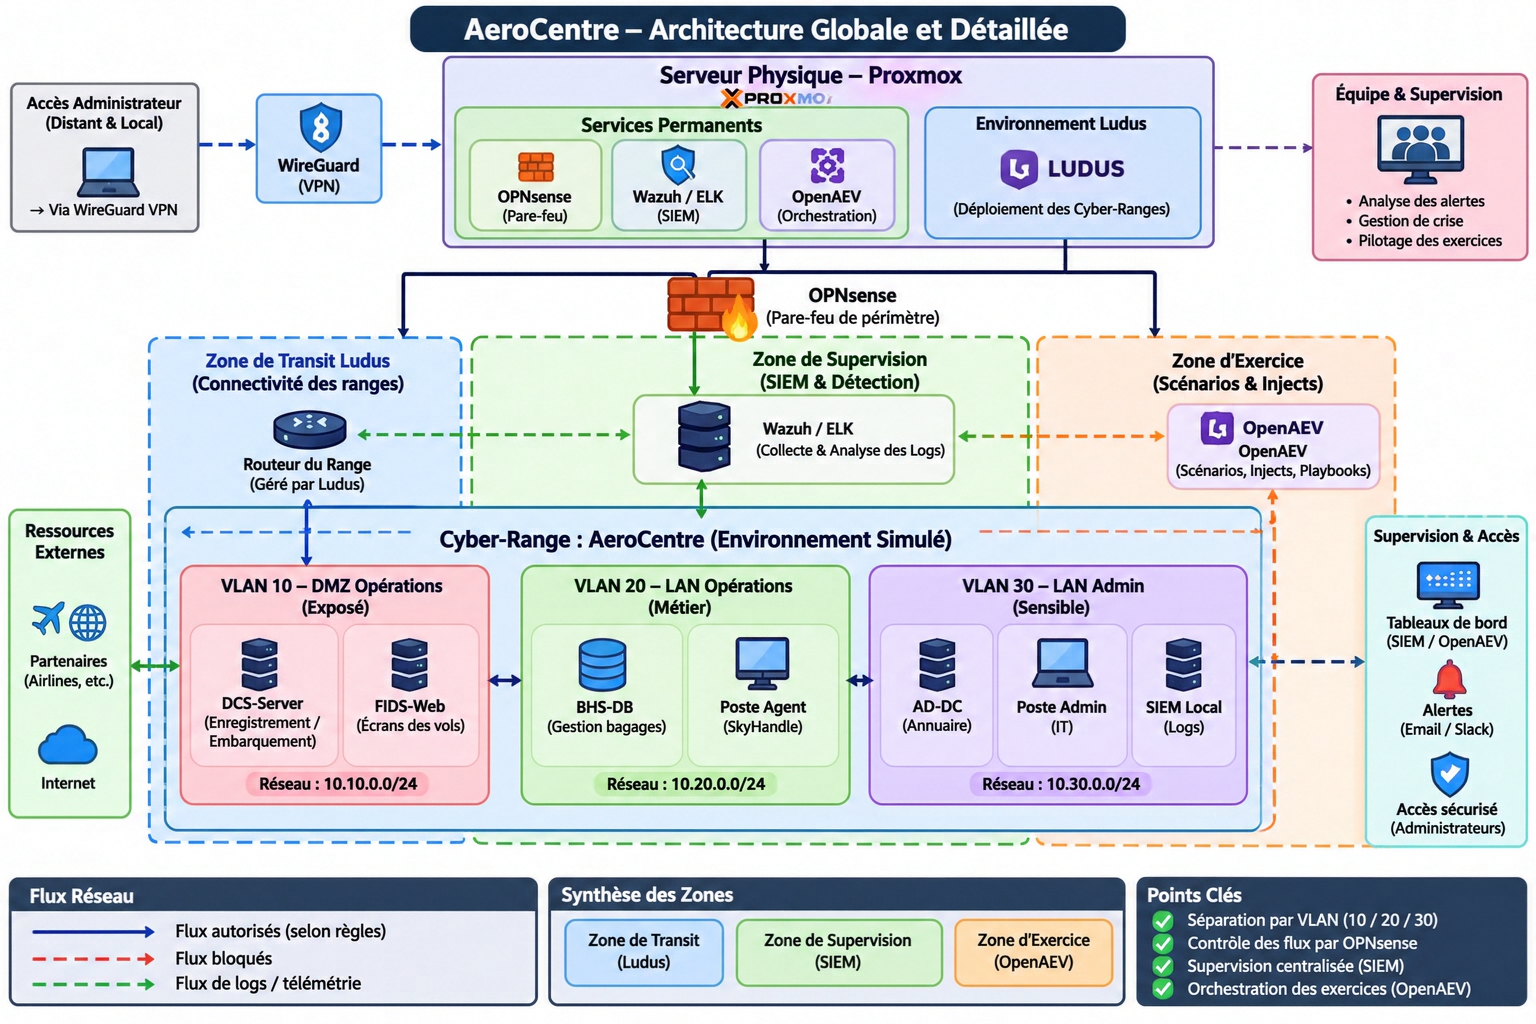 AeroCentre – Architecture Globale et Détaillée
Accès Administrateur
(Distant & Local)
→ Via WireGuard VPN
WireGuard
(VPN)
Serveur Physique – Proxmox
PROXMO
Services Permanents
OPNsense
(Pare-feu)
Wazuh / ELK
(SIEM)
OpenAEV
(Orchestration)
Environnement Ludus
LUDUS
(Déploiement des Cyber-Ranges)
Équipe & Supervision
• Analyse des alertes
• Gestion de crise
• Pilotage des exercices
OPNsense
(Pare-feu de périmètre)
Zone de Transit Ludus
(Connectivité des ranges)
Routeur du Range
(Géré par Ludus)
Zone de Supervision
(SIEM & Détection)
Wazuh / ELK
(Collecte & Analyse des Logs)
Zone d'Exercice
(Scénarios & Injects)
OpenAEV
OpenAEV
(Scénarios, Injects, Playbooks)
Ressources
Externes
Partenaires
(Airlines, etc.)
Internet
Cyber-Range : AeroCentre (Environnement Simulé)
VLAN 10 – DMZ Opérations
(Exposé)
DCS-Server
(Enregistrement /
Embarquement)
FIDS-Web
(Écrans des vols)
Réseau : 10.10.0.0/24
VLAN 20 – LAN Opérations
(Métier)
BHS-DB
(Gestion bagages)
Poste Agent
(SkyHandle)
Réseau : 10.20.0.0/24
VLAN 30 – LAN Admin
(Sensible)
AD-DC
(Annuaire)
Poste Admin
(IT)
SIEM Local
(Logs)
Réseau : 10.30.0.0/24
Supervision & Accès
Tableaux de bord
(SIEM / OpenAEV)
Alertes
(Email / Slack)
Accès sécurisé
(Administrateurs)
Flux Réseau
Flux autorisés (selon règles)
Flux bloqués
Flux de logs / télémétrie
Synthèse des Zones
Zone de Transit
(Ludus)
Zone de Supervision
(SIEM)
Zone d'Exercice
(OpenAEV)
Points Clés
Séparation par VLAN (10 / 20 / 30)
Contrôle des flux par OPNsense
Supervision centralisée (SIEM)
Orchestration des exercices (OpenAEV)